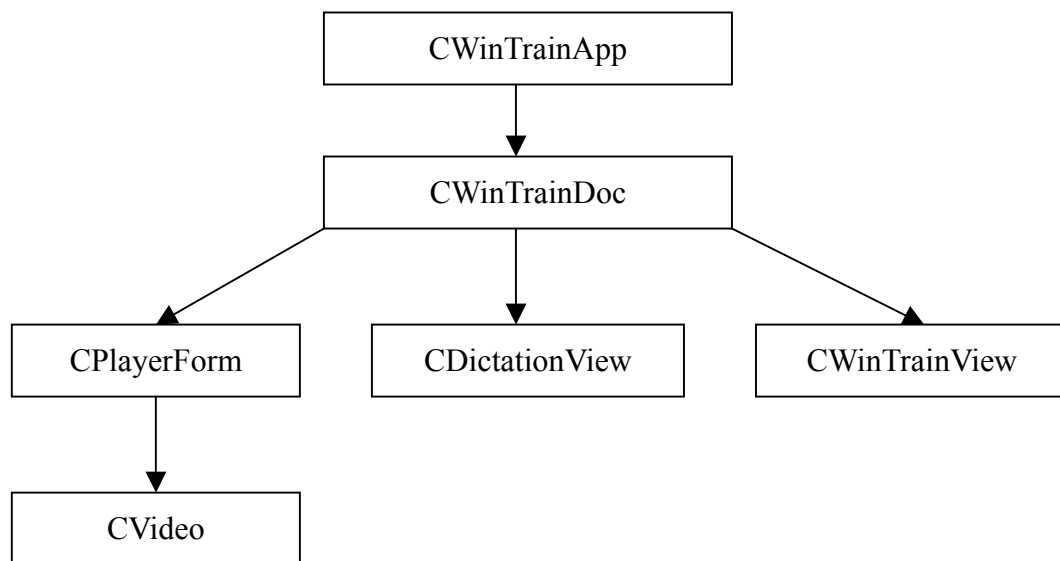 CWinTrainApp
CWinTrainDoc
CPlayerForm
CDictationView
CWinTrainView
CVideo